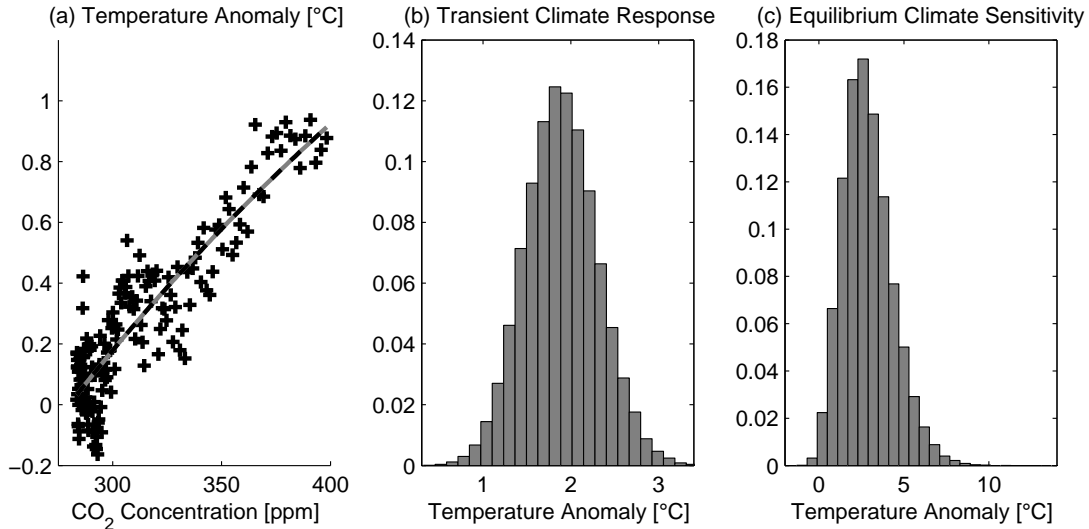 (a) Temperature Anomaly [°C]
(b) Transient Climate Response
(c) Equilibrium Climate Sensitivity
1
0.8
0.6
0.4
0.2
0
−0.2
300 350 400
CO2 Concentration [ppm]
0.14
0.12
0.1
0.08
0.06
0.04
0.02
0
1 2 3
Temperature Anomaly [°C]
0.18
0.16
0.14
0.12
0.10
0.08
0.06
0.04
0.02
0
0 5 10
Temperature Anomaly [°C]